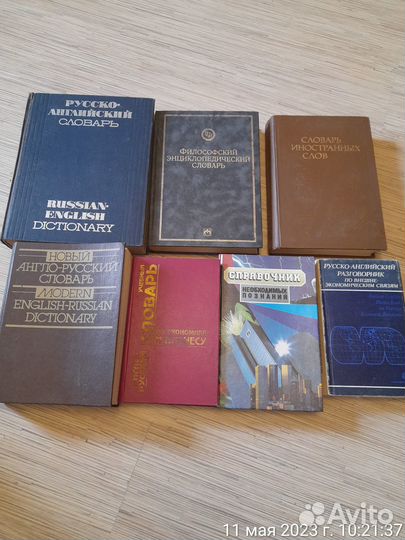 РУССКО-
АНГЛИЙСКИЙ
СЛОВАРЬ
RUSSIAN-
ENGLISH
DICTIONARY
ФИЛОСОФСКИЙ
ЭНЦИКЛОПЕДИЧЕСКИЙ
СЛОВАРЬ
СЛОВАРЬ
ИНОСТРАННЫХ
СЛОВ
НОВЫЙ
АНГЛО-РУССКИЙ
СЛОВАРЬ
MODERN
ENGLISH-RUSSIAN
DICTIONARY
СЛОВАРЬ
СПРАВОЧНИК
НЕОБХОДИМЫХ
ПОЗНАНИЙ
РУССКО-АНГЛИЙСКИЙ
РАЗГОВОРНИК
ПО ВНЕШНЕ-
ЭКОНОМИЧЕСКИМ
СВЯЗЯМ
11 мая 2023 г. 10:21:37
Avito